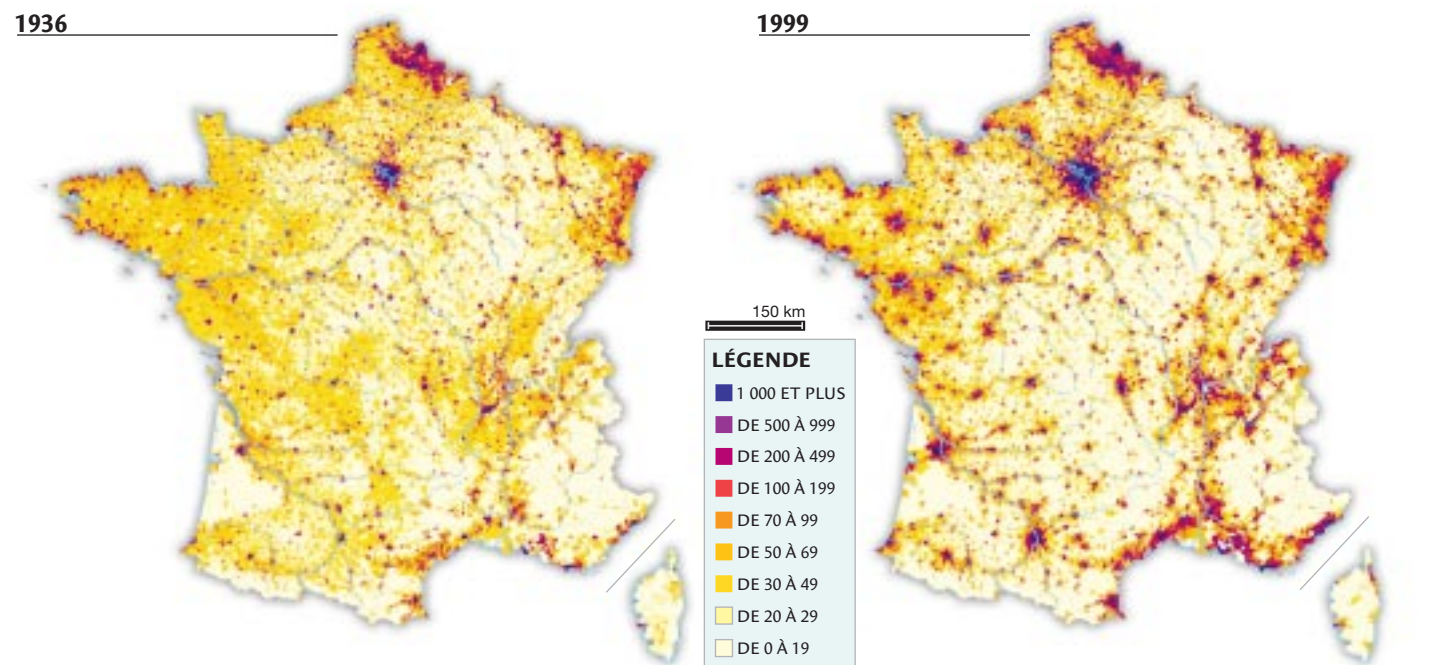 1936
1999
150 km
LÉGENDE
1 000 ET PLUS
DE 500 À 999
DE 200 À 499
DE 100 À 199
DE 70 À 99
DE 50 À 69
DE 30 À 49
DE 20 À 29
DE 0 À 19